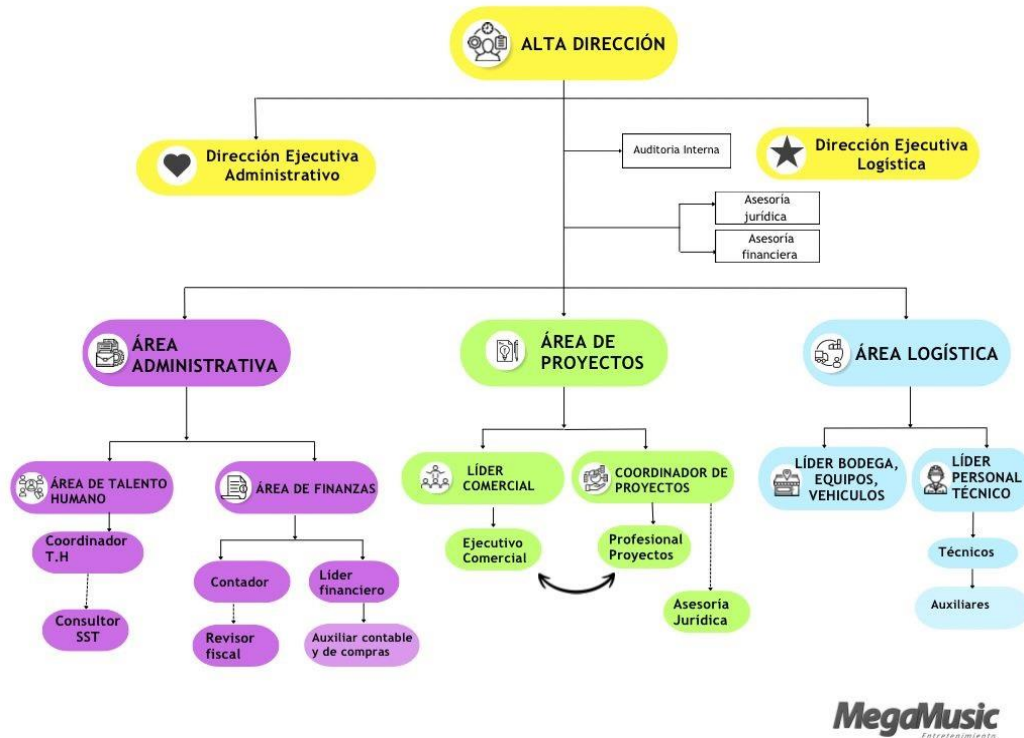 ALTA DIRECCIÓN
Dirección Ejecutiva
Administrativo
Auditoria Interna
Dirección Ejecutiva
Logística
Asesoría
jurídica
Asesoría
financiera
ÁREA
ADMINISTRATIVA
ÁREA DE
PROYECTOS
ÁREA LOGÍSTICA
ÁREA DE TALENTO
HUMANO
ÁREA DE FINANZAS
LÍDER
COMERCIAL
COORDINADOR DE
PROYECTOS
LÍDER BODEGA,
EQUIPOS,
VEHICULOS
LÍDER
PERSONAL
TÉCNICO
Coordinador
T.H
Contador
Líder
financiero
Ejecutivo
Comercial
Profesional
Proyectos
Técnicos
Consultor
SST
Revisor
fiscal
Auxiliar contable
y de compras
Asesoría
Juridica
Auxiliares
MegaMusic
Entretenimiento